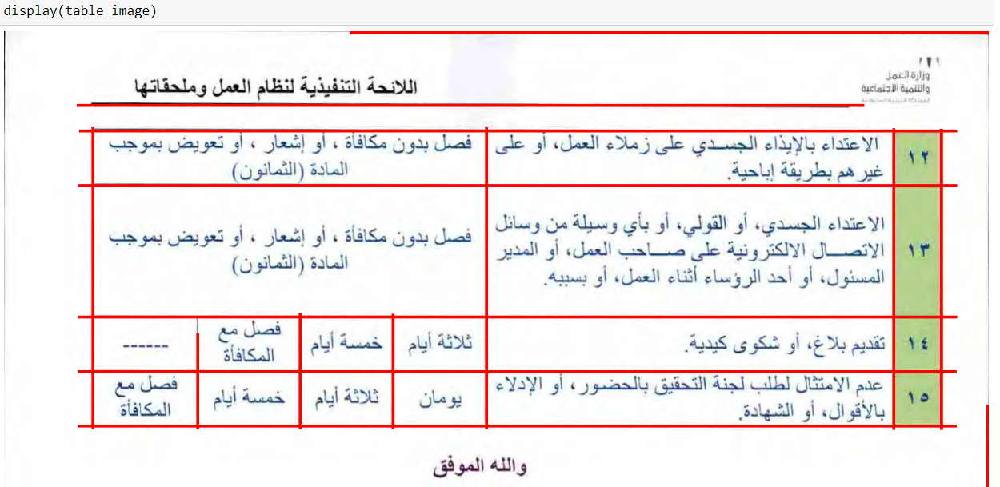 display(table_image)
وزارة العمل
والتنمية الاجتماعية
اللائحة التنفيذية لنظام العمل وملحقاتها
١٢
الاعتداء بالإيذاء الجسدي على زملاء العمل، أو على
غيرهم بطريقة إباحية.
فصل بدون مكافأة ، أو إشعار ، أو تعويض بموجب
المادة (الثمانون)
١٣
الاعتداء الجسدي، أو القولي، أو بأي وسيلة من وسائل
الاتصال الالكترونية على صاحب العمل، أو المدير
المسئول، أو أحد الرؤساء أثناء العمل، أو بسببه.
فصل بدون مكافأة ، أو إشعار ، أو تعويض بموجب
المادة (الثمانون)
١٤
تقديم بلاغ، أو شكوى كيدية.
ثلاثة أيام
خمسة أيام
فصل مع
المكافأة
------
١٥
عدم الامتثال لطلب لجنة التحقيق بالحضور، أو الإدلاء
بالأقوال، أو الشهادة.
يومان
ثلاثة أيام
خمسة أيام
فصل مع
المكافأة
والله الموفق